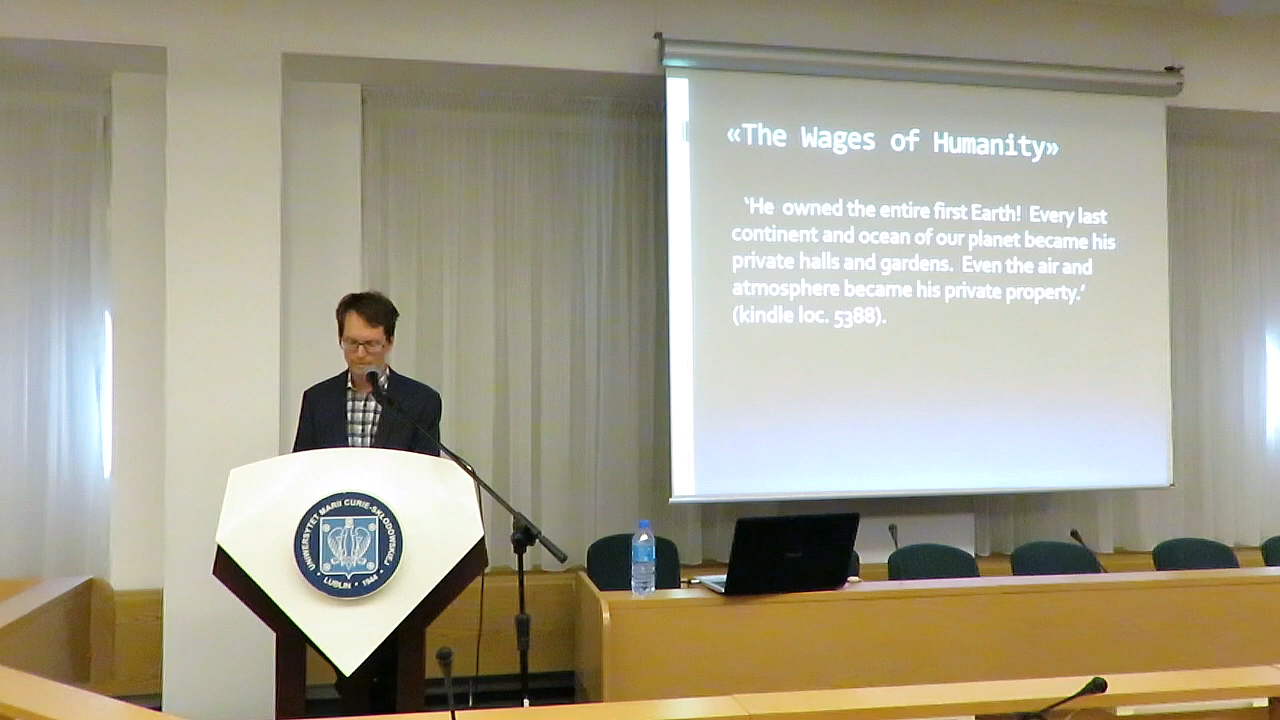 «The Wages of Humanity»
'He owned the entire first Earth! Every last
continent and ocean of our planet became his
private halls and gardens. Even the air and
atmosphere became his private property.'
(kindle loc. 5388).
UNIWERSYTET MARII CURIE-SKŁODOWSKIEJ
LUBLIN • 1944